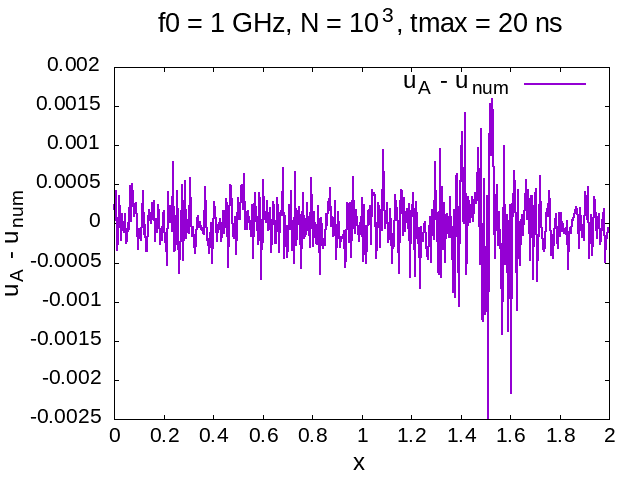 f0 = 1 GHz, N = 10^3, tmax = 20 ns
u_A - u_num
0.002
0.0015
0.001
0.0005
0
-0.0005
-0.001
-0.0015
-0.002
-0.0025
u_A - u_num
0 0.2 0.4 0.6 0.8 1 1.2 1.4 1.6 1.8 2
x